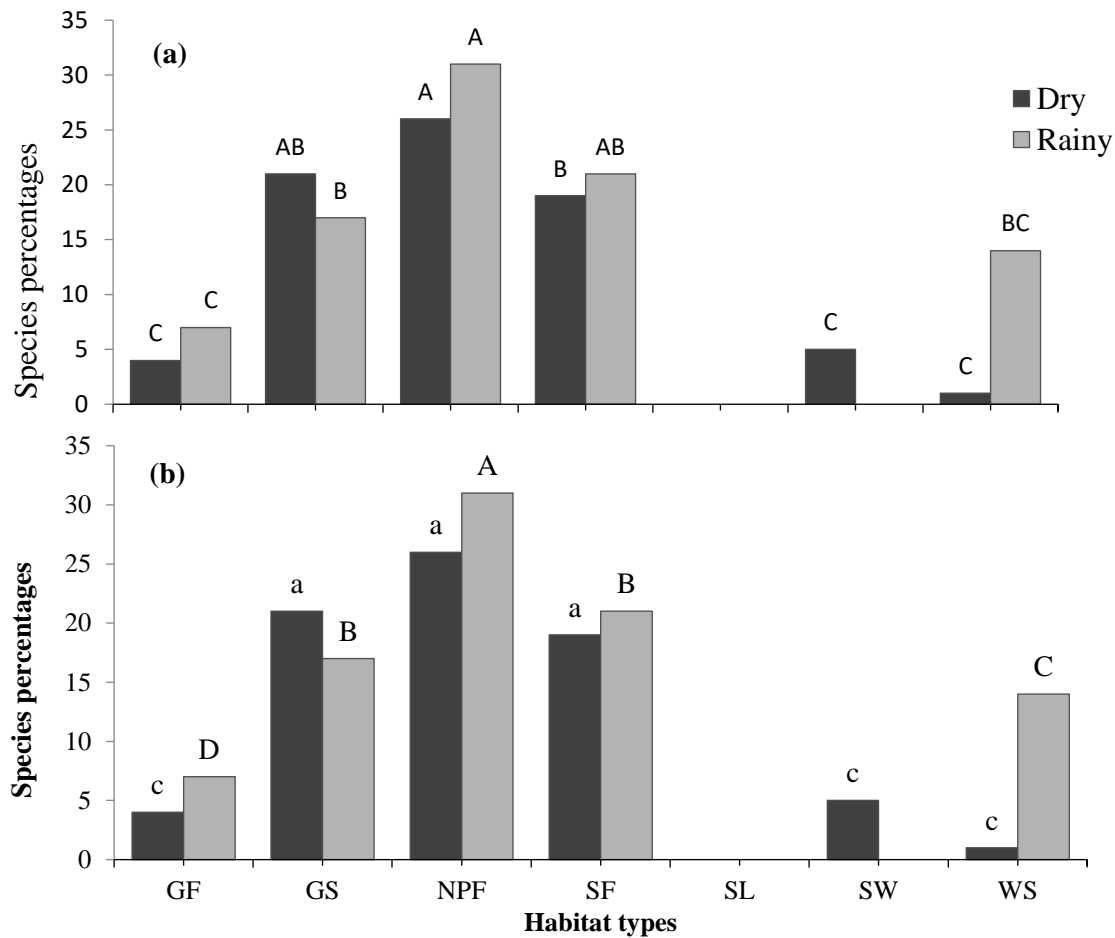 (a)
Species percentages
35
30
25
20
15
10
5
0
C
C
AB
B
A
A
B
AB
C
C
BC
Dry
Rainy
(b)
Species percentages
35
30
25
20
15
10
5
0
c
D
a
B
a
A
a
B
c
c
C
GF GS NPF SF SL SW WS
Habitat types